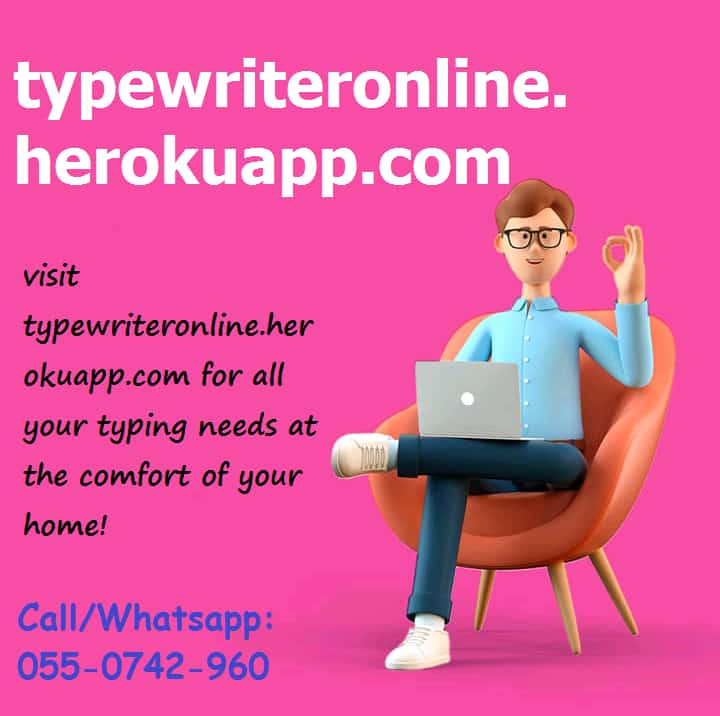 typewriteronline.
herokuapp.com
visit
typewriteronline.her
okuapp.com for all
your typing needs at
the comfort of your
home!
Call/Whatsapp:
055-0742-960